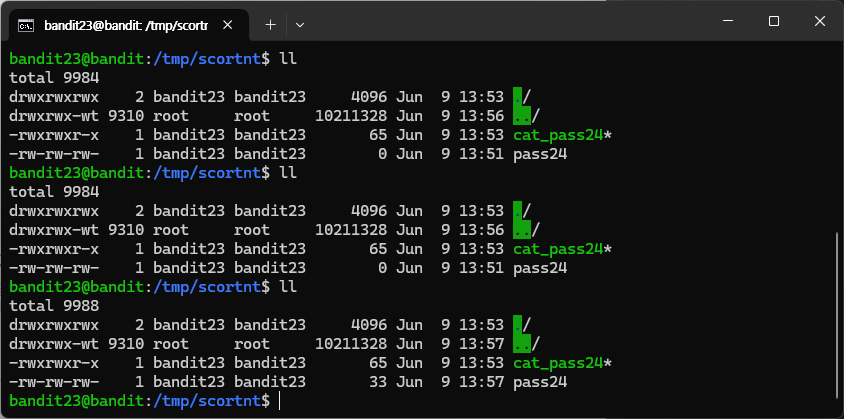 bandit23@bandit: /tmp/scortnt
bandit23@bandit:/tmp/scortnt$ ll
total 9984
drwxrwxrwx    2 bandit23 bandit23     4096 Jun  9 13:53 ./
drwxrwx-wt 9310 root     root     10211328 Jun  9 13:56 ../
-rwxrwxr-x    1 bandit23 bandit23       65 Jun  9 13:53 cat_pass24*
-rw-rw-rw-    1 bandit23 bandit23        0 Jun  9 13:51 pass24
bandit23@bandit:/tmp/scortnt$ ll
total 9984
drwxrwxrwx    2 bandit23 bandit23     4096 Jun  9 13:53 ./
drwxrwx-wt 9310 root     root     10211328 Jun  9 13:56 ../
-rwxrwxr-x    1 bandit23 bandit23       65 Jun  9 13:53 cat_pass24*
-rw-rw-rw-    1 bandit23 bandit23        0 Jun  9 13:51 pass24
bandit23@bandit:/tmp/scortnt$ ll
total 9988
drwxrwxrwx    2 bandit23 bandit23     4096 Jun  9 13:53 ./
drwxrwx-wt 9310 root     root     10211328 Jun  9 13:57 ../
-rwxrwxr-x    1 bandit23 bandit23       65 Jun  9 13:53 cat_pass24*
-rw-rw-rw-    1 bandit23 bandit23       33 Jun  9 13:57 pass24
bandit23@bandit:/tmp/scortnt$